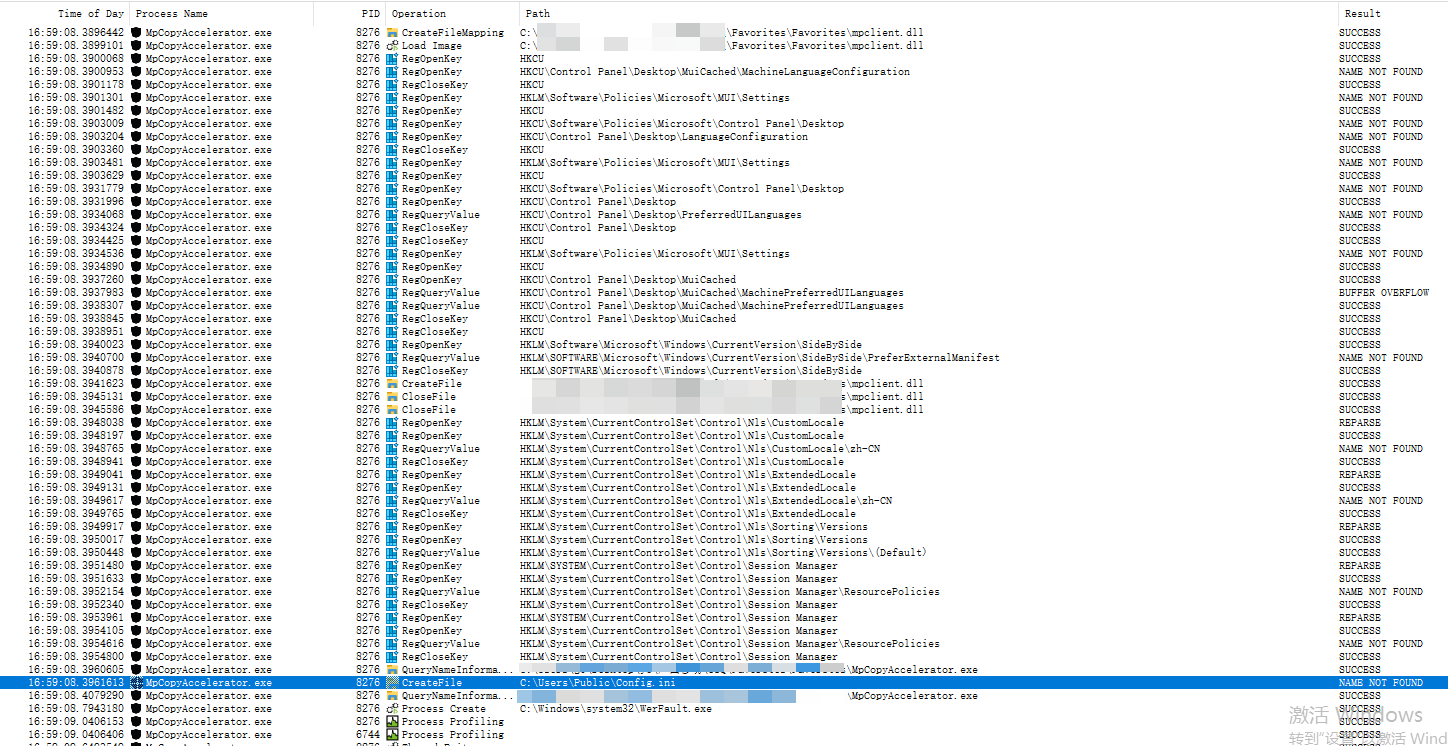 Time of Day Process Name PID Operation Path Result
16:59:08.3896442 MpCopyAccelerator.exe 8276 CreateFileMapping C:\ \Favorites\Favorites\mpclient.dll SUCCESS
16:59:08.3899101 MpCopyAccelerator.exe 8276 Load Image C:\ \Favorites\Favorites\mpclient.dll SUCCESS
16:59:08.3900068 MpCopyAccelerator.exe 8276 RegOpenKey HKCU SUCCESS
16:59:08.3900953 MpCopyAccelerator.exe 8276 RegOpenKey HKCU\Control Panel\Desktop\MuiCached\MachineLanguageConfiguration NAME NOT FOUND
16:59:08.3901178 MpCopyAccelerator.exe 8276 RegCloseKey HKCU SUCCESS
16:59:08.3901301 MpCopyAccelerator.exe 8276 RegOpenKey HKLM\Software\Policies\Microsoft\MUI\Settings NAME NOT FOUND
16:59:08.3901482 MpCopyAccelerator.exe 8276 RegOpenKey HKCU SUCCESS
16:59:08.3903009 MpCopyAccelerator.exe 8276 RegOpenKey HKCU\Software\Policies\Microsoft\Control Panel\Desktop NAME NOT FOUND
16:59:08.3903204 MpCopyAccelerator.exe 8276 RegOpenKey HKCU\Control Panel\Desktop\LanguageConfiguration NAME NOT FOUND
16:59:08.3903360 MpCopyAccelerator.exe 8276 RegCloseKey HKCU SUCCESS
16:59:08.3903481 MpCopyAccelerator.exe 8276 RegOpenKey HKLM\Software\Policies\Microsoft\MUI\Settings NAME NOT FOUND
16:59:08.3903629 MpCopyAccelerator.exe 8276 RegOpenKey HKCU SUCCESS
16:59:08.3931779 MpCopyAccelerator.exe 8276 RegOpenKey HKCU\Software\Policies\Microsoft\Control Panel\Desktop NAME NOT FOUND
16:59:08.3931996 MpCopyAccelerator.exe 8276 RegOpenKey HKCU\Control Panel\Desktop SUCCESS
16:59:08.3934068 MpCopyAccelerator.exe 8276 RegQueryValue HKCU\Control Panel\Desktop\PreferredUILanguages NAME NOT FOUND
16:59:08.3934324 MpCopyAccelerator.exe 8276 RegCloseKey HKCU\Control Panel\Desktop SUCCESS
16:59:08.3934425 MpCopyAccelerator.exe 8276 RegCloseKey HKCU SUCCESS
16:59:08.3934536 MpCopyAccelerator.exe 8276 RegOpenKey HKLM\Software\Policies\Microsoft\MUI\Settings NAME NOT FOUND
16:59:08.3934890 MpCopyAccelerator.exe 8276 RegOpenKey HKCU SUCCESS
16:59:08.3937260 MpCopyAccelerator.exe 8276 RegOpenKey HKCU\Control Panel\Desktop\MuiCached SUCCESS
16:59:08.3937983 MpCopyAccelerator.exe 8276 RegQueryValue HKCU\Control Panel\Desktop\MuiCached\MachinePreferredUILanguages BUFFER OVERFLOW
16:59:08.3938307 MpCopyAccelerator.exe 8276 RegQueryValue HKCU\Control Panel\Desktop\MuiCached\MachinePreferredUILanguages SUCCESS
16:59:08.3938845 MpCopyAccelerator.exe 8276 RegCloseKey HKCU\Control Panel\Desktop\MuiCached SUCCESS
16:59:08.3938951 MpCopyAccelerator.exe 8276 RegCloseKey HKCU SUCCESS
16:59:08.3940023 MpCopyAccelerator.exe 8276 RegOpenKey HKLM\Software\Microsoft\Windows\CurrentVersion\SideBySide SUCCESS
16:59:08.3940700 MpCopyAccelerator.exe 8276 RegQueryValue HKLM\SOFTWARE\Microsoft\Windows\CurrentVersion\SideBySide\PreferExternalManifest NAME NOT FOUND
16:59:08.3940878 MpCopyAccelerator.exe 8276 RegCloseKey HKLM\SOFTWARE\Microsoft\Windows\CurrentVersion\SideBySide SUCCESS
16:59:08.3941623 MpCopyAccelerator.exe 8276 CreateFile s\mpclient.dll SUCCESS
16:59:08.3945131 MpCopyAccelerator.exe 8276 CloseFile s\mpclient.dll SUCCESS
16:59:08.3945586 MpCopyAccelerator.exe 8276 CloseFile s\mpclient.dll SUCCESS
16:59:08.3948038 MpCopyAccelerator.exe 8276 RegOpenKey HKLM\System\CurrentControlSet\Control\Nls\CustomLocale REPARSE
16:59:08.3948197 MpCopyAccelerator.exe 8276 RegOpenKey HKLM\System\CurrentControlSet\Control\Nls\CustomLocale SUCCESS
16:59:08.3948765 MpCopyAccelerator.exe 8276 RegQueryValue HKLM\System\CurrentControlSet\Control\Nls\CustomLocale\zh-CN NAME NOT FOUND
16:59:08.3948941 MpCopyAccelerator.exe 8276 RegCloseKey HKLM\System\CurrentControlSet\Control\Nls\CustomLocale SUCCESS
16:59:08.3949041 MpCopyAccelerator.exe 8276 RegOpenKey HKLM\System\CurrentControlSet\Control\Nls\ExtendedLocale REPARSE
16:59:08.3949131 MpCopyAccelerator.exe 8276 RegOpenKey HKLM\System\CurrentControlSet\Control\Nls\ExtendedLocale SUCCESS
16:59:08.3949617 MpCopyAccelerator.exe 8276 RegQueryValue HKLM\System\CurrentControlSet\Control\Nls\ExtendedLocale\zh-CN NAME NOT FOUND
16:59:08.3949765 MpCopyAccelerator.exe 8276 RegCloseKey HKLM\System\CurrentControlSet\Control\Nls\ExtendedLocale SUCCESS
16:59:08.3949917 MpCopyAccelerator.exe 8276 RegOpenKey HKLM\System\CurrentControlSet\Control\Nls\Sorting\Versions REPARSE
16:59:08.3950017 MpCopyAccelerator.exe 8276 RegOpenKey HKLM\System\CurrentControlSet\Control\Nls\Sorting\Versions SUCCESS
16:59:08.3950448 MpCopyAccelerator.exe 8276 RegQueryValue HKLM\System\CurrentControlSet\Control\Nls\Sorting\Versions\(Default) SUCCESS
16:59:08.3951480 MpCopyAccelerator.exe 8276 RegOpenKey HKLM\SYSTEM\CurrentControlSet\Control\Session Manager REPARSE
16:59:08.3951633 MpCopyAccelerator.exe 8276 RegOpenKey HKLM\System\CurrentControlSet\Control\Session Manager SUCCESS
16:59:08.3952154 MpCopyAccelerator.exe 8276 RegQueryValue HKLM\System\CurrentControlSet\Control\Session Manager\ResourcePolicies NAME NOT FOUND
16:59:08.3952340 MpCopyAccelerator.exe 8276 RegCloseKey HKLM\System\CurrentControlSet\Control\Session Manager SUCCESS
16:59:08.3953961 MpCopyAccelerator.exe 8276 RegOpenKey HKLM\SYSTEM\CurrentControlSet\Control\Session Manager REPARSE
16:59:08.3954105 MpCopyAccelerator.exe 8276 RegOpenKey HKLM\System\CurrentControlSet\Control\Session Manager SUCCESS
16:59:08.3954616 MpCopyAccelerator.exe 8276 RegQueryValue HKLM\System\CurrentControlSet\Control\Session Manager\ResourcePolicies NAME NOT FOUND
16:59:08.3954800 MpCopyAccelerator.exe 8276 RegCloseKey HKLM\System\CurrentControlSet\Control\Session Manager SUCCESS
16:59:08.3960605 MpCopyAccelerator.exe 8276 QueryNameInforma... \MpCopyAccelerator.exe SUCCESS
16:59:08.3961613 MpCopyAccelerator.exe 8276 CreateFile C:\Users\Public\Config.ini NAME NOT FOUND
16:59:08.4079290 MpCopyAccelerator.exe 8276 QueryNameInforma... \MpCopyAccelerator.exe SUCCESS
16:59:08.7943180 MpCopyAccelerator.exe 8276 Process Create C:\Windows\system32\WerFault.exe SUCCESS
16:59:09.0406153 MpCopyAccelerator.exe 8276 Process Profiling SUCCESS
16:59:09.0406406 MpCopyAccelerator.exe 6744 Process Profiling SUCCESS
激活 Windows
转到"设置"以激活 Wind